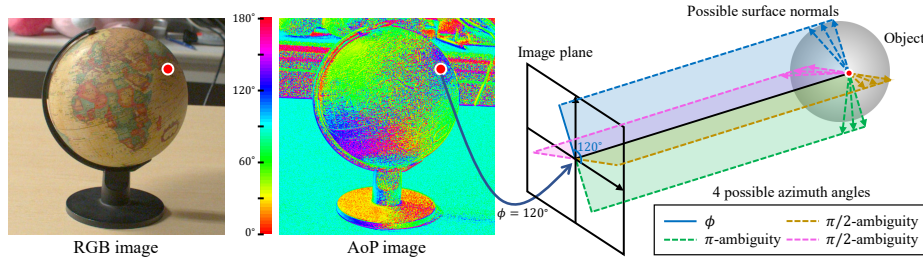 180°
120°
60°
0°
RGB image
AoP image
ϕ = 120°
Image plane
120°
Possible surface normals
Object
4 possible azimuth angles
ϕ
π/2-ambiguity
π-ambiguity
π/2-ambiguity